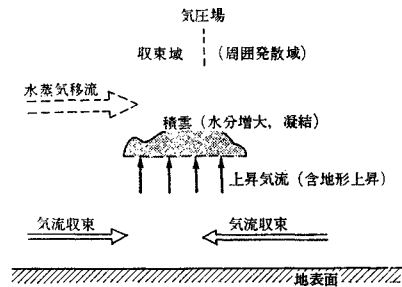 気圧場
収束域 (周囲発散域)
水蒸気移流
積雲 (水分増大, 凝結)
上昇気流 (含地形上昇)
気流収束 気流収束
地表面